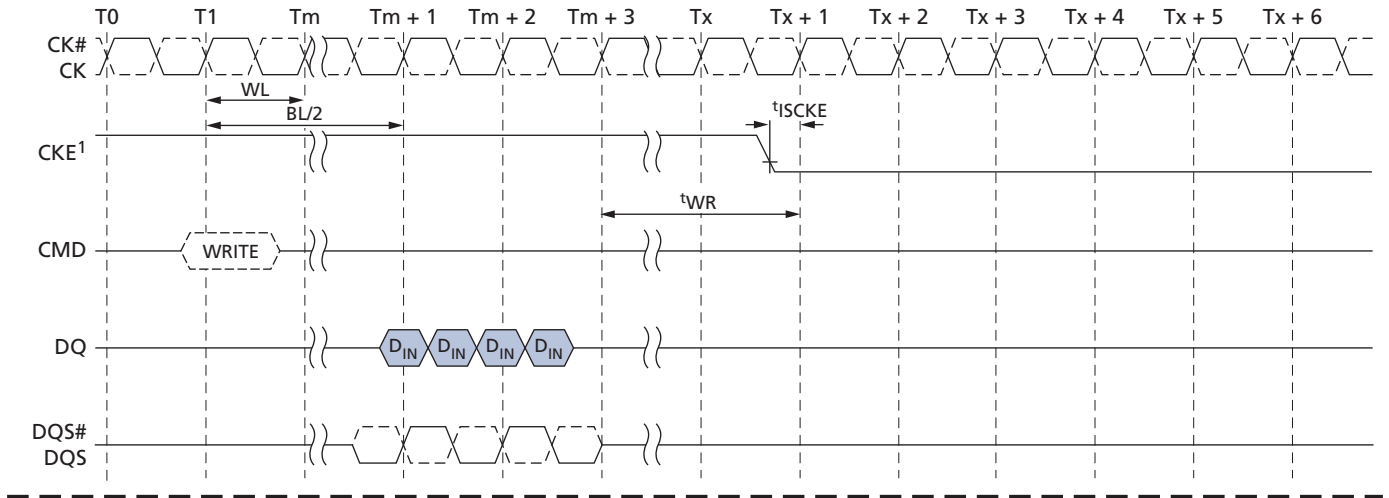 T0 T1 Tm Tm + 1 Tm + 2 Tm + 3 Tx Tx + 1 Tx + 2 Tx + 3 Tx + 4 Tx + 5 Tx + 6
CK#
CK
WL
BL/2
tISCKE
CKE1
tWR
CMD WRITE
DQ DIN DIN DIN DIN
DQS#
DQS